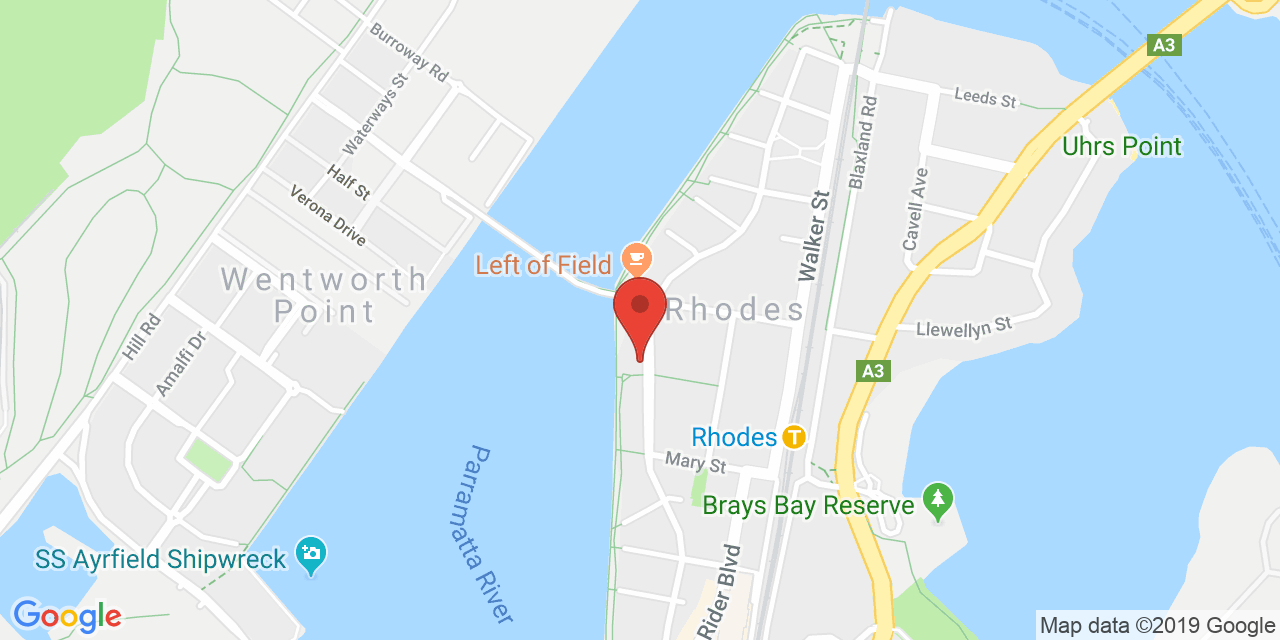 Burroway Rd
A3
Waterways St
Leeds St
Blaxland Rd
Uhrs Point
Half St
Verona Drive
Cavell Ave
Walker St
Left of Field
Wentworth
Point
Rhodes
Hill Rd
Amalfi Dr
Llewellyn St
A3
Rhodes
T
Mary St
Brays Bay Reserve
Parramatta River
SS Ayrfield Shipwreck
Rider Blvd
Google
Map data ©2019 Google